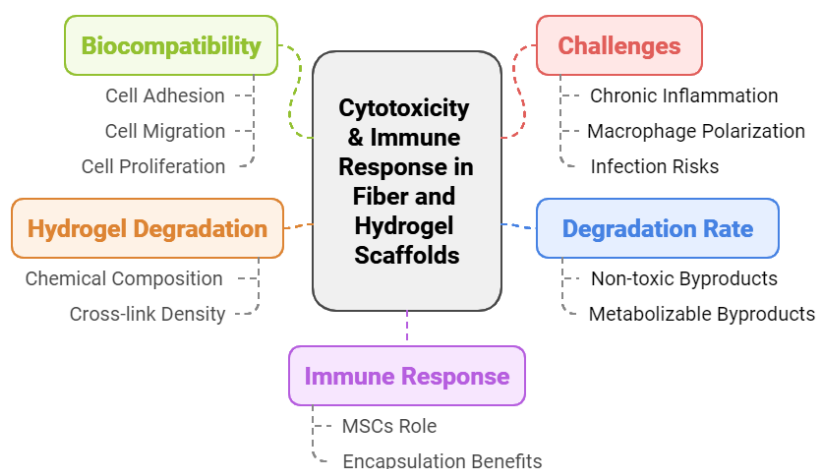 Biocompatibility
Cell Adhesion
Cell Migration
Cell Proliferation
Hydrogel Degradation
Chemical Composition
Cross-link Density
Cytotoxicity
& Immune
Response in
Fiber and
Hydrogel
Scaffolds
Challenges
Chronic Inflammation
Macrophage Polarization
Infection Risks
Degradation Rate
Non-toxic Byproducts
Metabolizable Byproducts
Immune Response
MSCs Role
Encapsulation Benefits